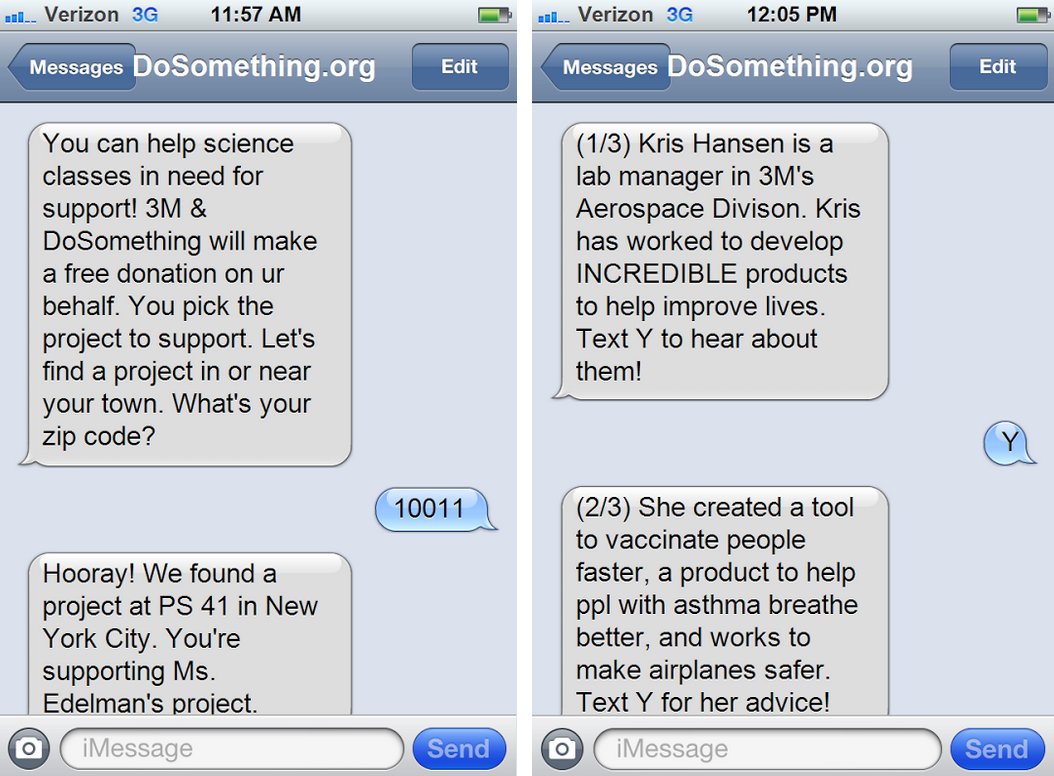 Verizon 3G 11:57 AM
Messages DoSomething.org Edit
You can help science
classes in need for
support! 3M &
DoSomething will make
a free donation on ur
behalf. You pick the
project to support. Let's
find a project in or near
your town. What's your
zip code?
10011
Hooray! We found a
project at PS 41 in New
York City. You're
supporting Ms.
Edelman's project.
iMessage Send
Verizon 3G 12:05 PM
Messages DoSomething.org Edit
(1/3) Kris Hansen is a
lab manager in 3M's
Aerospace Divison. Kris
has worked to develop
INCREDIBLE products
to help improve lives.
Text Y to hear about
them!
Y
(2/3) She created a tool
to vaccinate people
faster, a product to help
ppl with asthma breathe
better, and works to
make airplanes safer.
Text Y for her advice!
iMessage Send